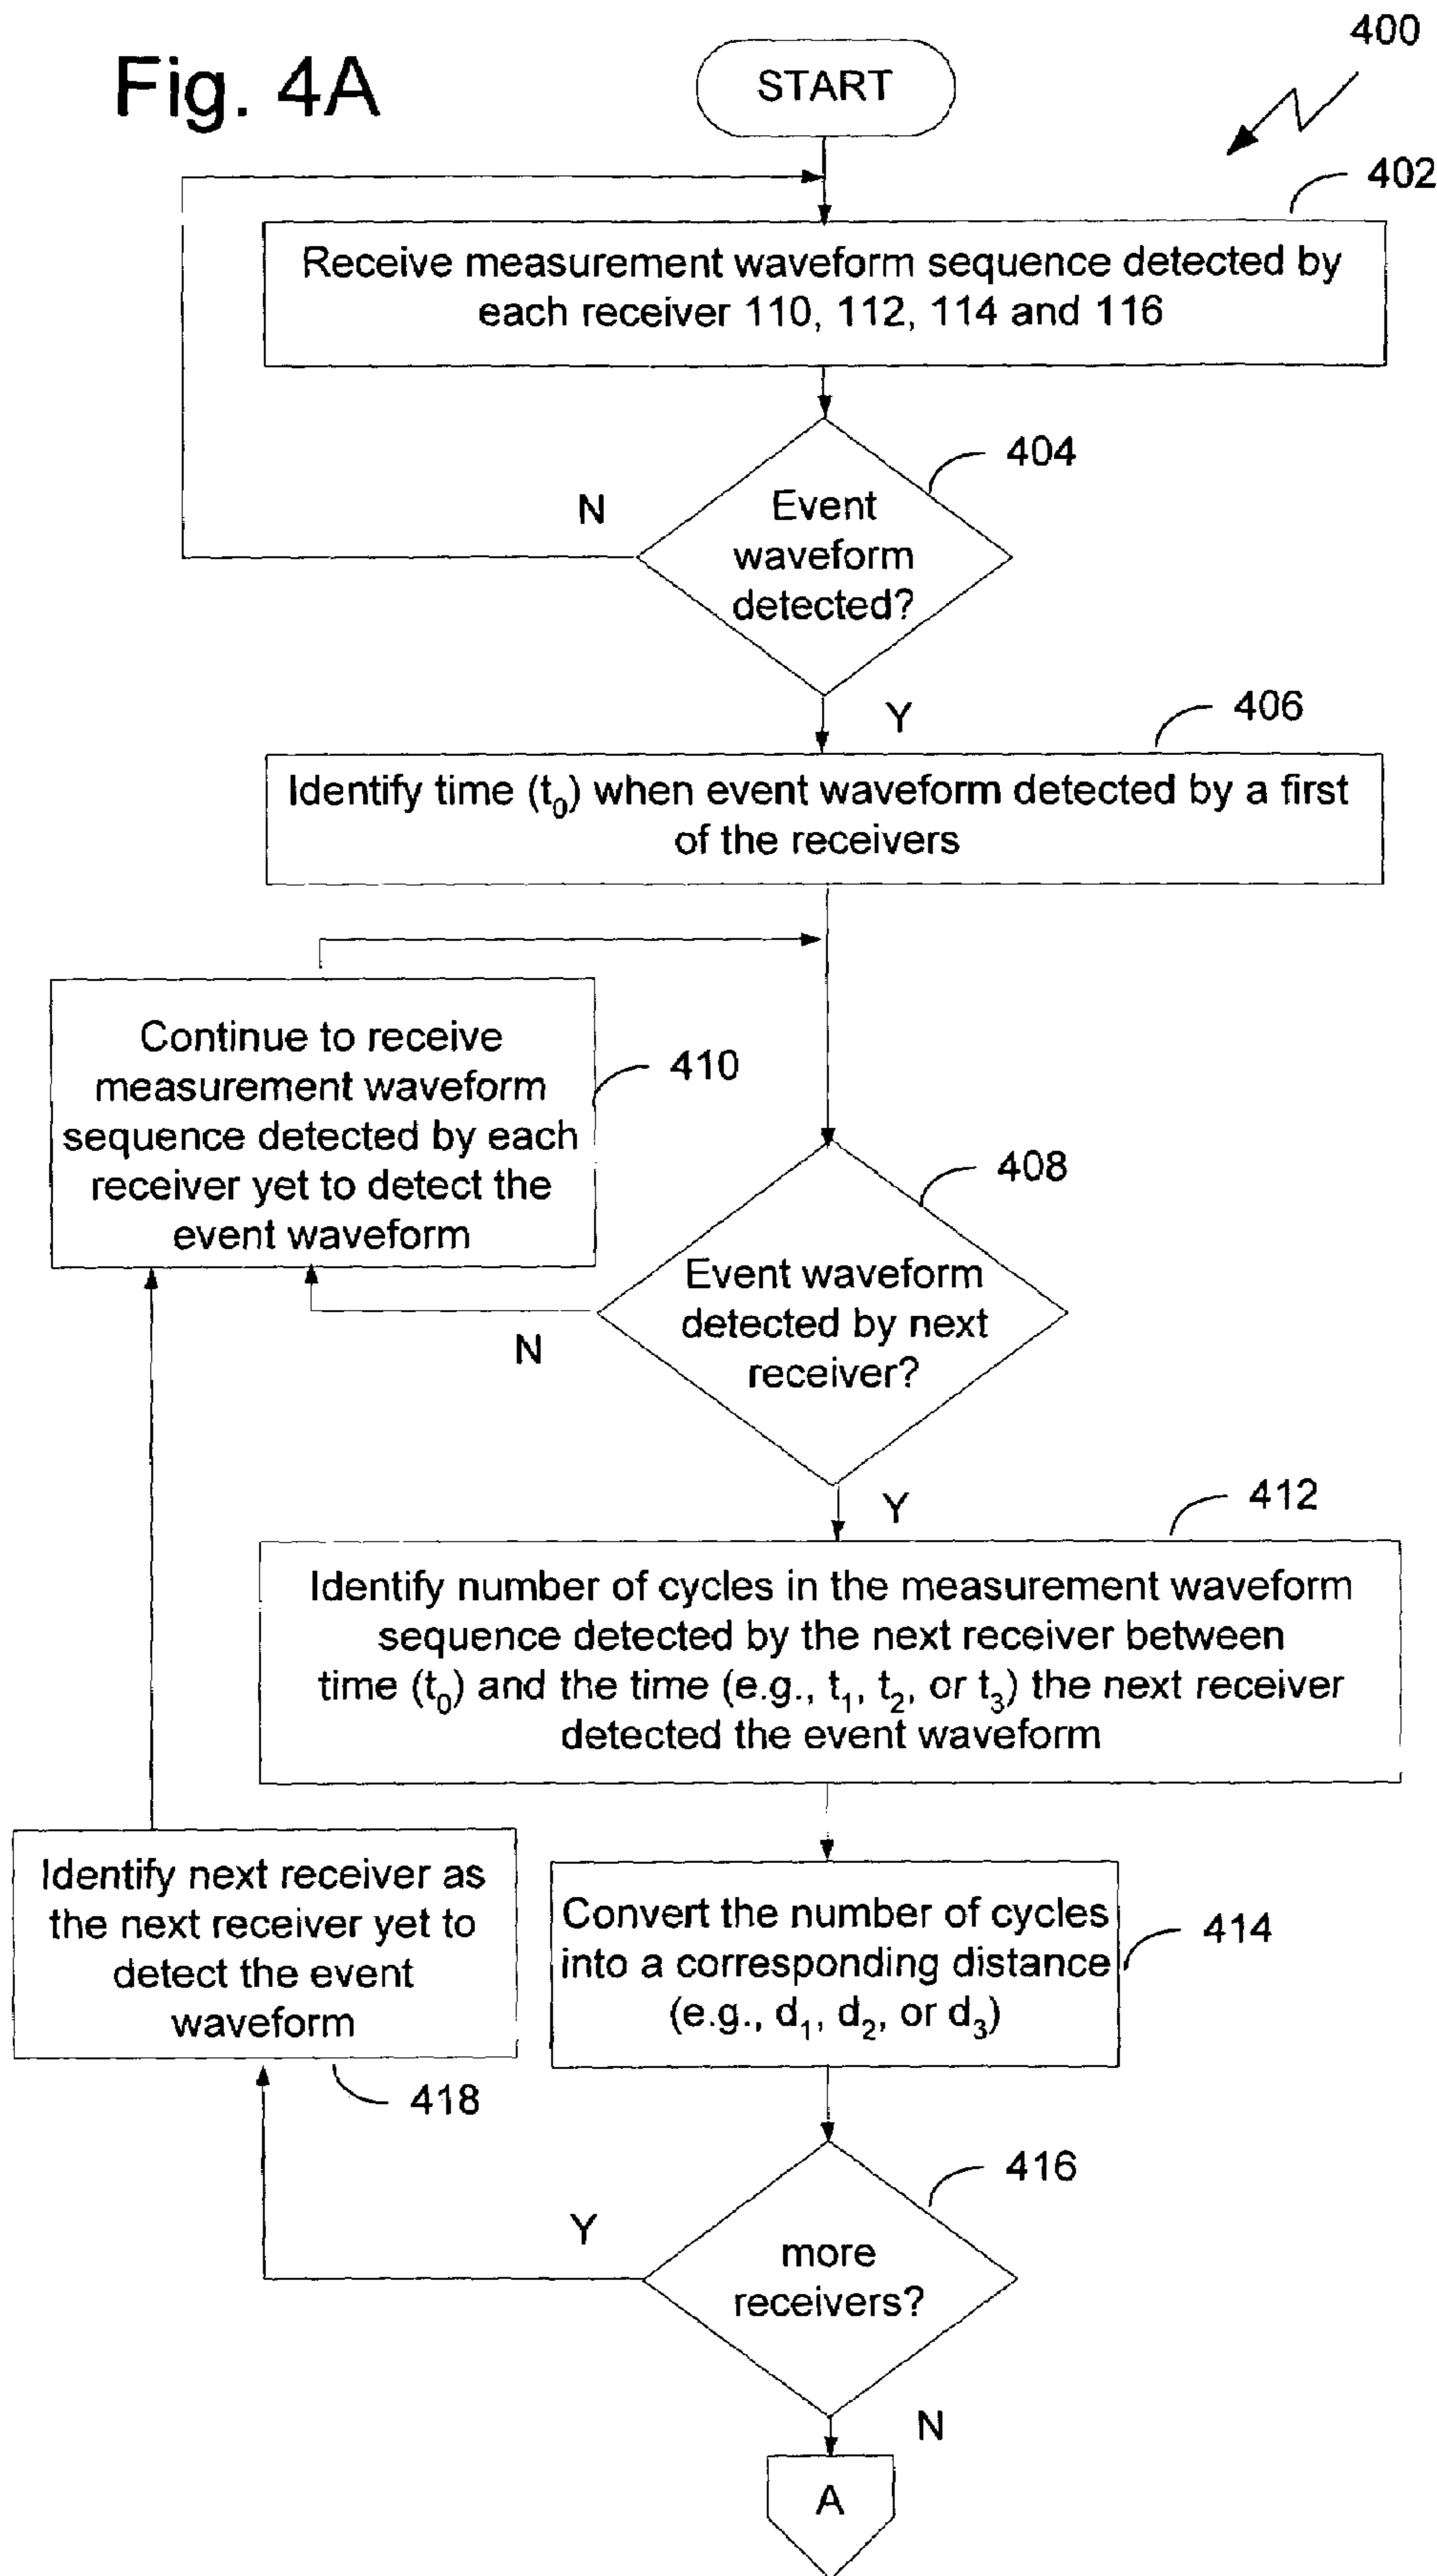 Fig. 4A
400
START
402
Receive measurement waveform sequence detected by
each receiver 110, 112, 114 and 116
404
N
Event
waveform
detected?
Y
406
Identify time (t₀) when event waveform detected by a first
of the receivers
Continue to receive
measurement waveform
sequence detected by each
receiver yet to detect the
event waveform
410
408
Event waveform
detected by next
receiver?
N
Y
412
Identify number of cycles in the measurement waveform
sequence detected by the next receiver between
time (t₀) and the time (e.g., t₁, t₂, or t₃) the next receiver
detected the event waveform
Identify next receiver as
the next receiver yet to
detect the event
waveform
418
Convert the number of cycles
into a corresponding distance
(e.g., d₁, d₂, or d₃)
414
416
Y
more
receivers?
N
A